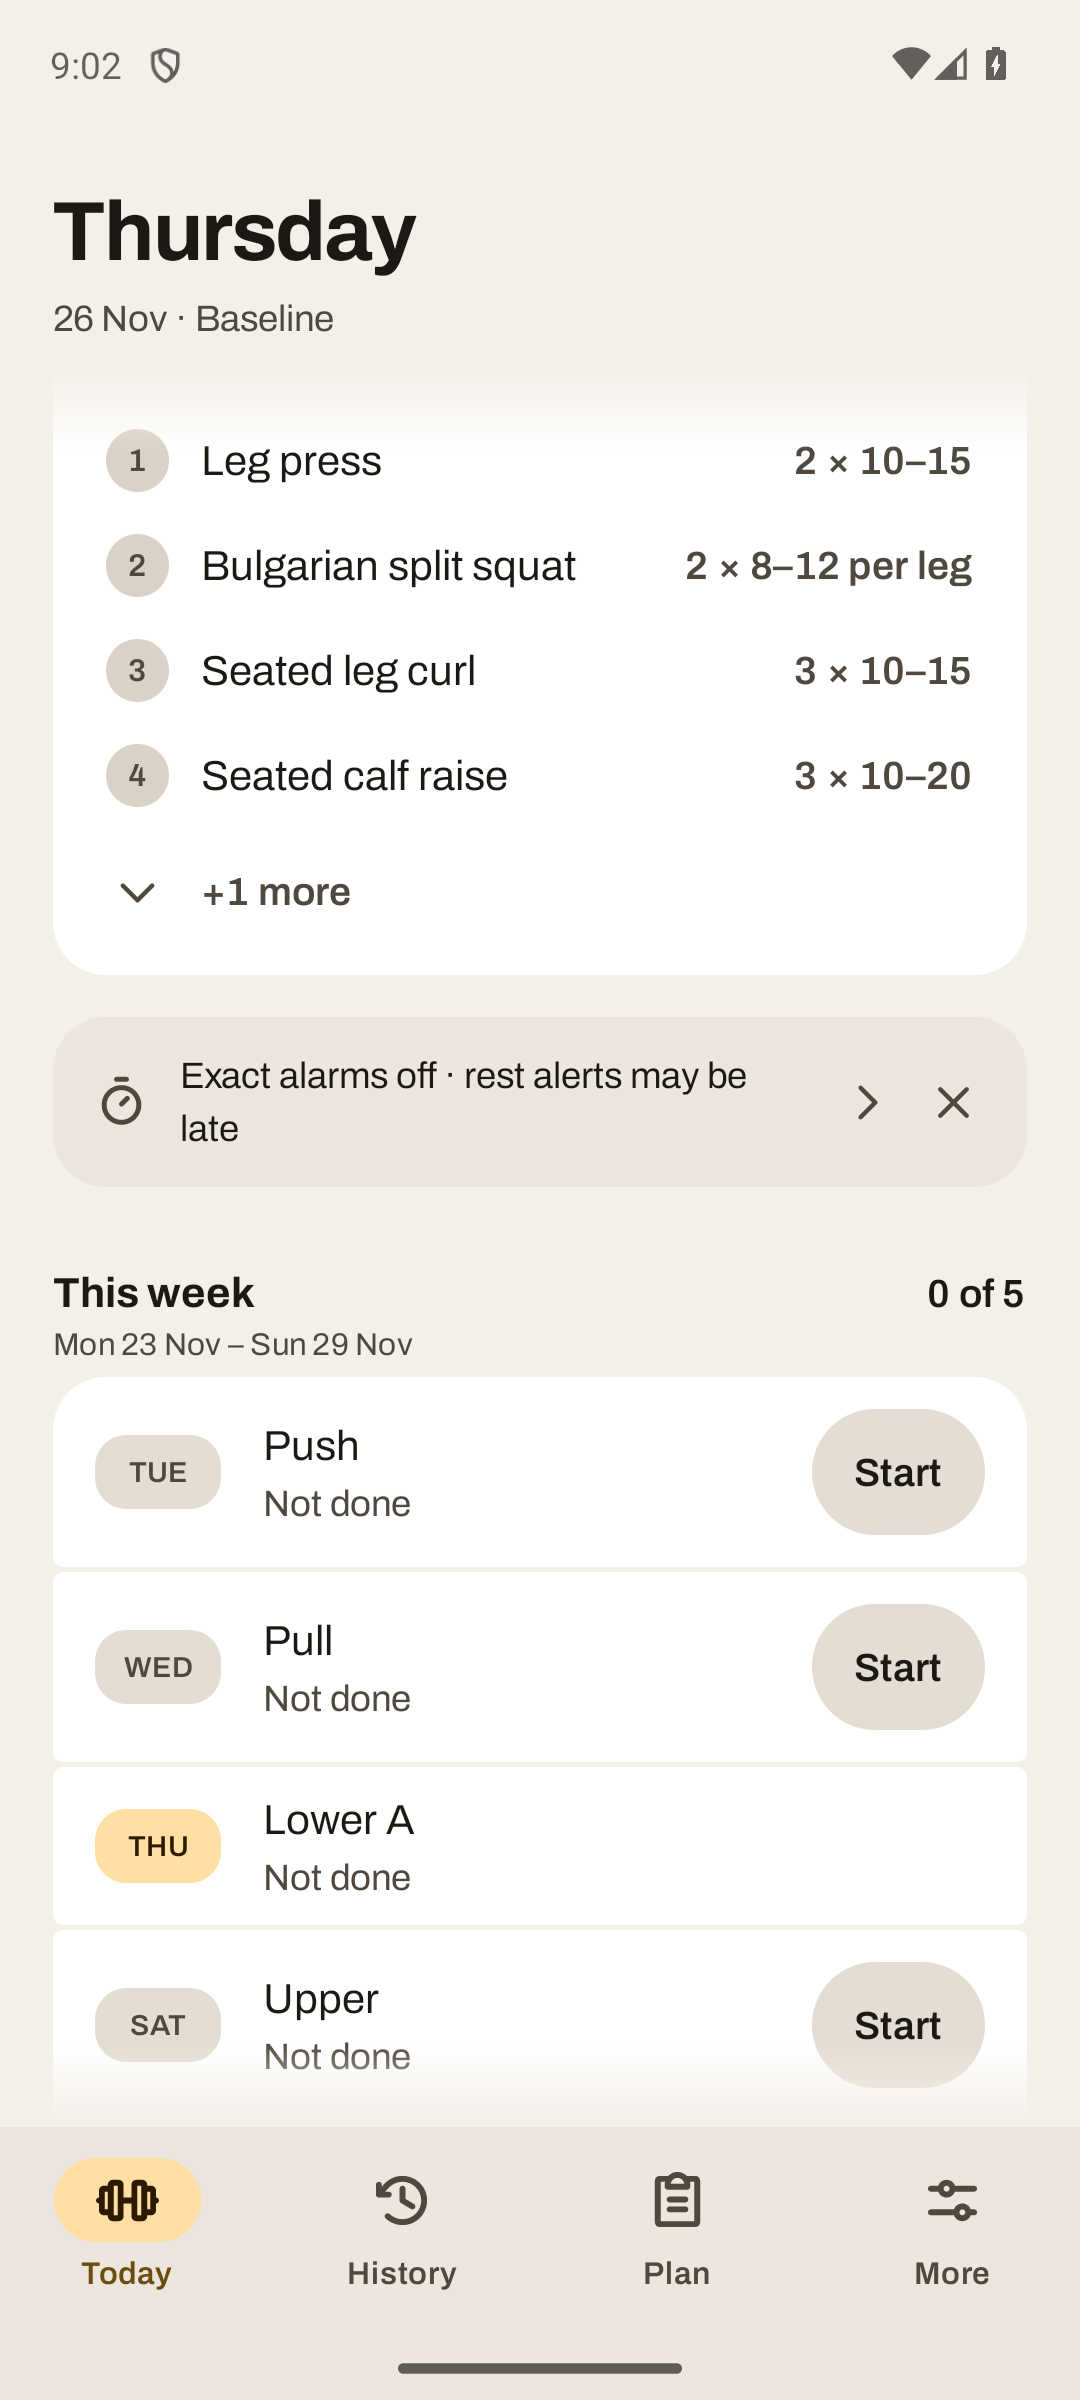 9:02
Thursday
26 Nov · Baseline
1 Leg press 2 × 10–15
2 Bulgarian split squat 2 × 8–12 per leg
3 Seated leg curl 3 × 10–15
4 Seated calf raise 3 × 10–20
+1 more
Exact alarms off · rest alerts may be
late
This week 0 of 5
Mon 23 Nov – Sun 29 Nov
TUE Push Start
Not done
WED Pull Start
Not done
THU Lower A
Not done
SAT Upper Start
Not done
Today History Plan More